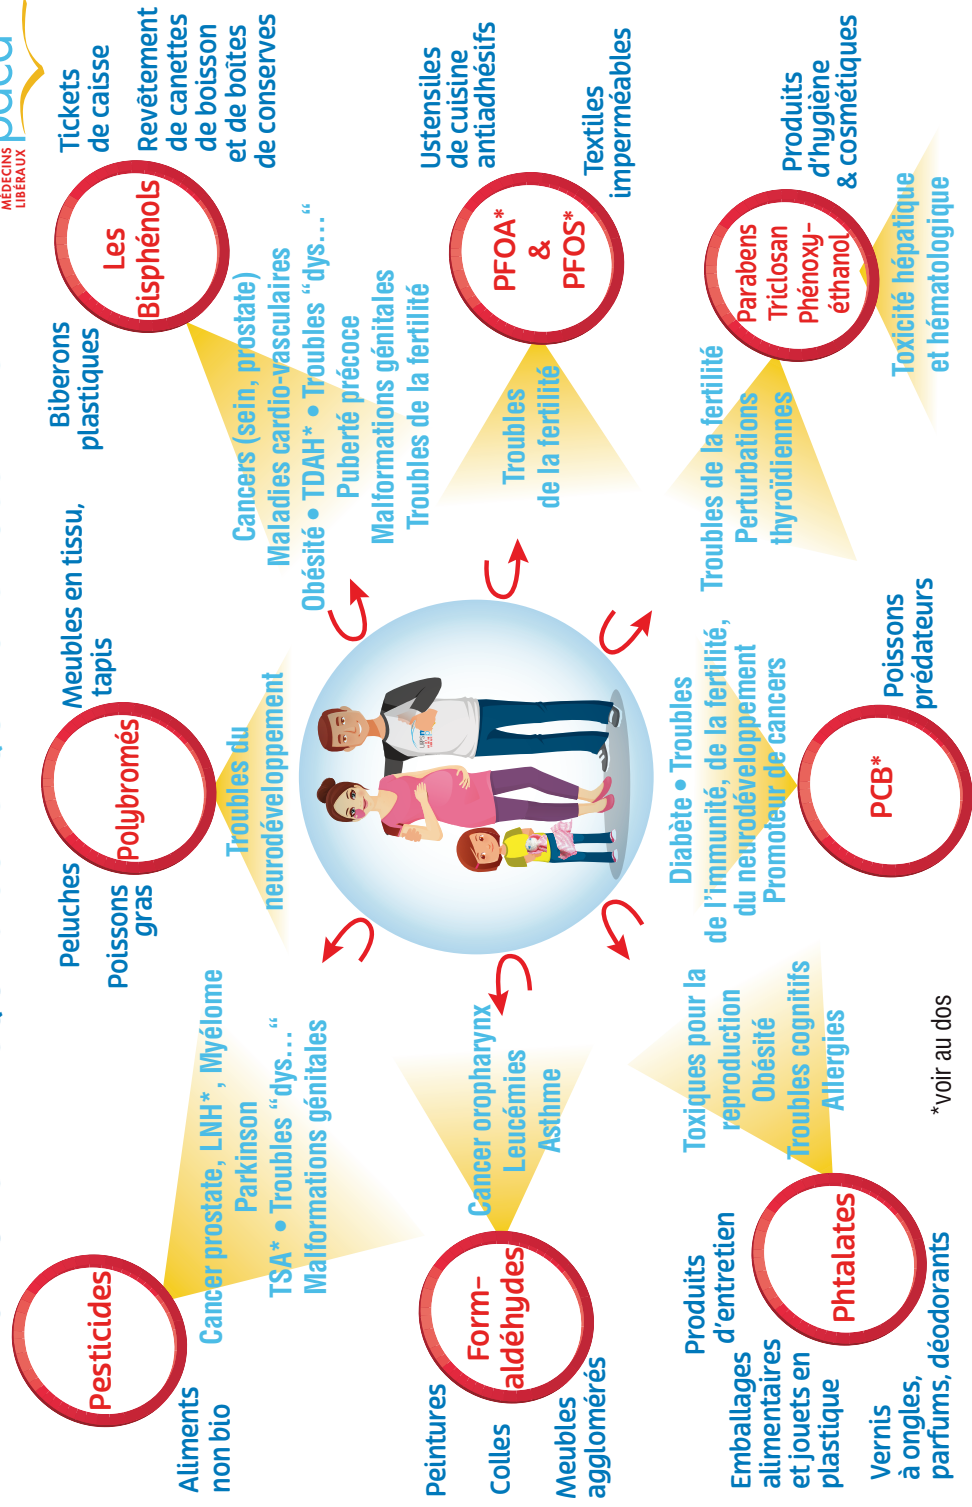 MÉDECINS
LIBÉRAUX
Pesticides
Aliments
non bio
Cancer prostate, LNH*, Myélome
Parkinson
TSA* • Troubles “dys... “
Malformations génitales
Peluches
Poissons
gras
Polybromés
Meubles en tissu,
tapis
Troubles du
neurodéveloppement
Biberons
plastiques
Les
Bisphénols
Tickets
de caisse
Revêtement
de canettes
de boisson
et de boîtes
de conserves
Cancers (sein, prostate)
Maladies cardio-vasculaires
Obésité • TDAH* • Troubles “dys... “
Puberté précoce
Malformations génitales
Troubles de la fertilité
Peintures
Colles
Meubles
agglomérés
Form-
aldéhydes
Cancer oropharynx
Leucémies
Asthme
Troubles
de la fertilité
PFOA*
&
PFOS*
Ustensiles
de cuisine
antiadhésifs
Textiles
imperméables
Produits
d'entretien
Emballages
alimentaires
et jouets en
plastique
Vernis
à ongles,
parfums, déodorants
Phtalates
Toxiques pour la
reproduction
Obésité
Troubles cognitifs
Allergies
Diabète • Troubles
de l'immunité, de la fertilité,
du neurodéveloppement
Promoteur de cancers
PCB*
Poissons
prédateurs
Troubles de la fertilité
Perturbations
thyroïdiennes
Parabens
Triclosan
Phénoxy-
éthanol
Produits
d'hygiène
& cosmétiques
Toxicité hépatique
et hématologique
*voir au dos